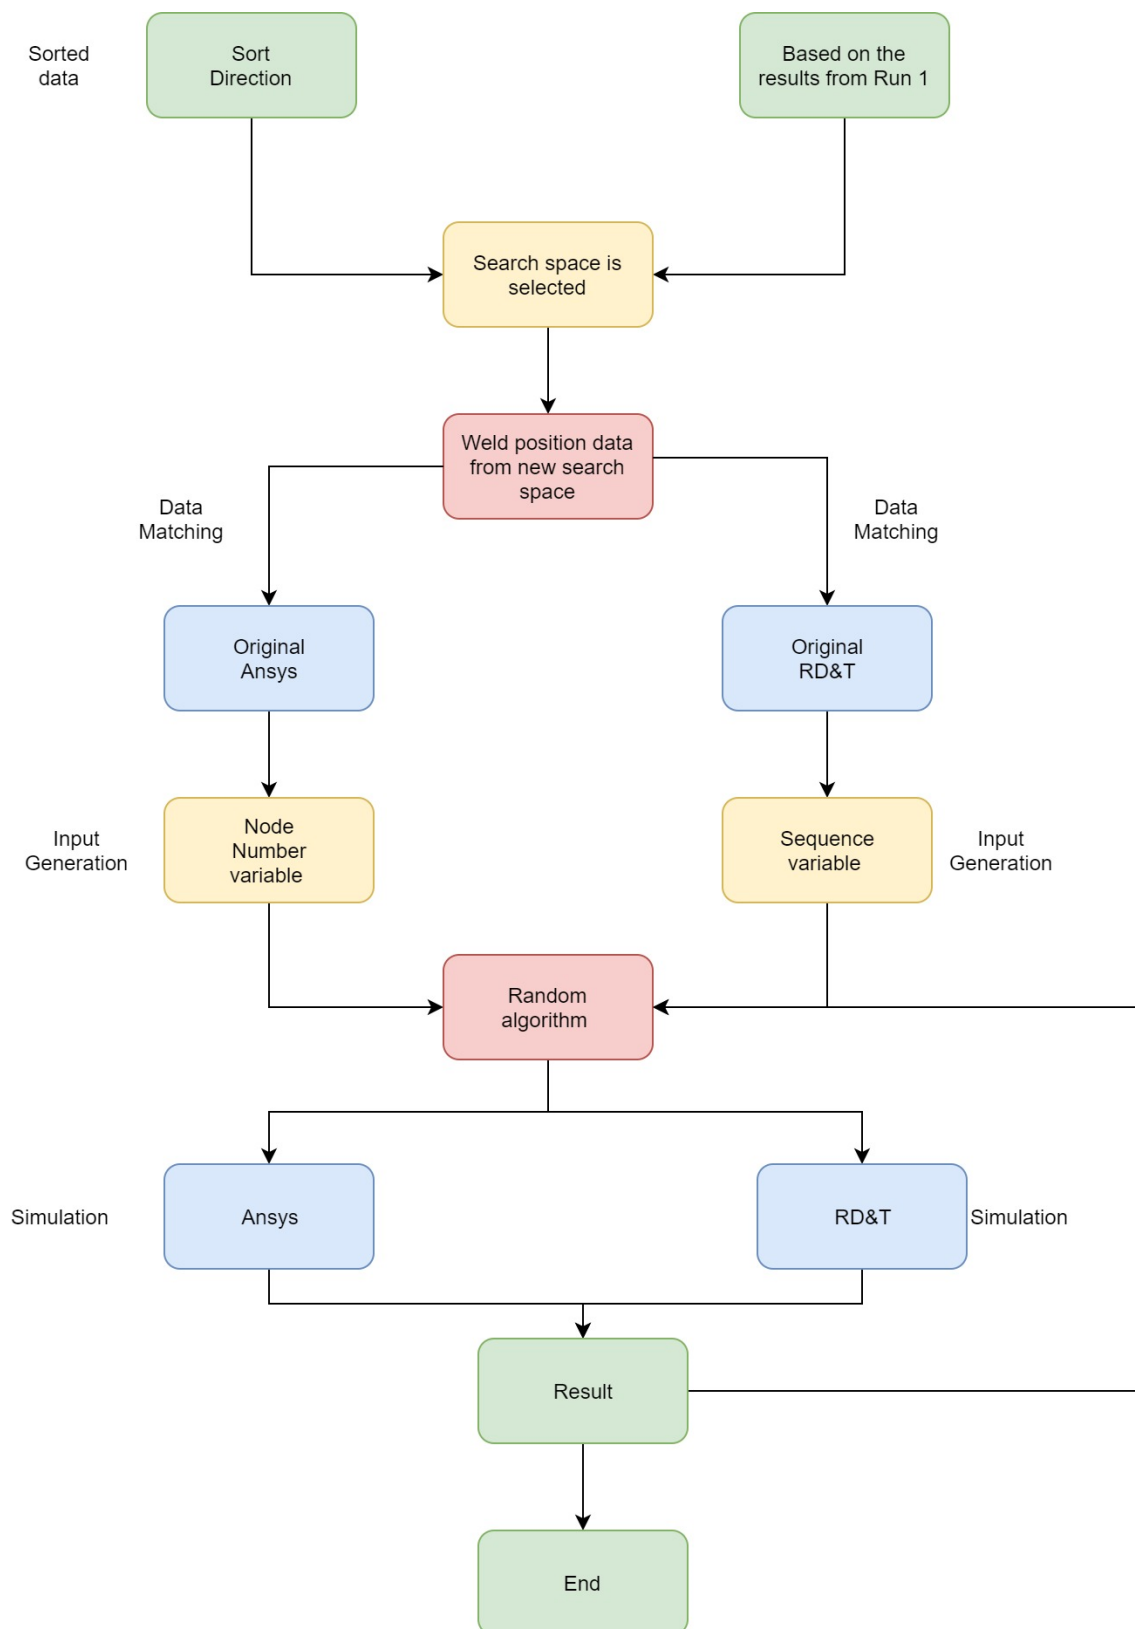 Sorted
data
Sort
Direction
Based on the
results from Run 1
Search space is
selected
Weld position data
from new search
space
Data
Matching
Data
Matching
Original
Ansys
Original
RD&T
Input
Generation
Node
Number
variable
Sequence
variable
Input
Generation
Random
algorithm
Simulation
Ansys
RD&T
Simulation
Result
End